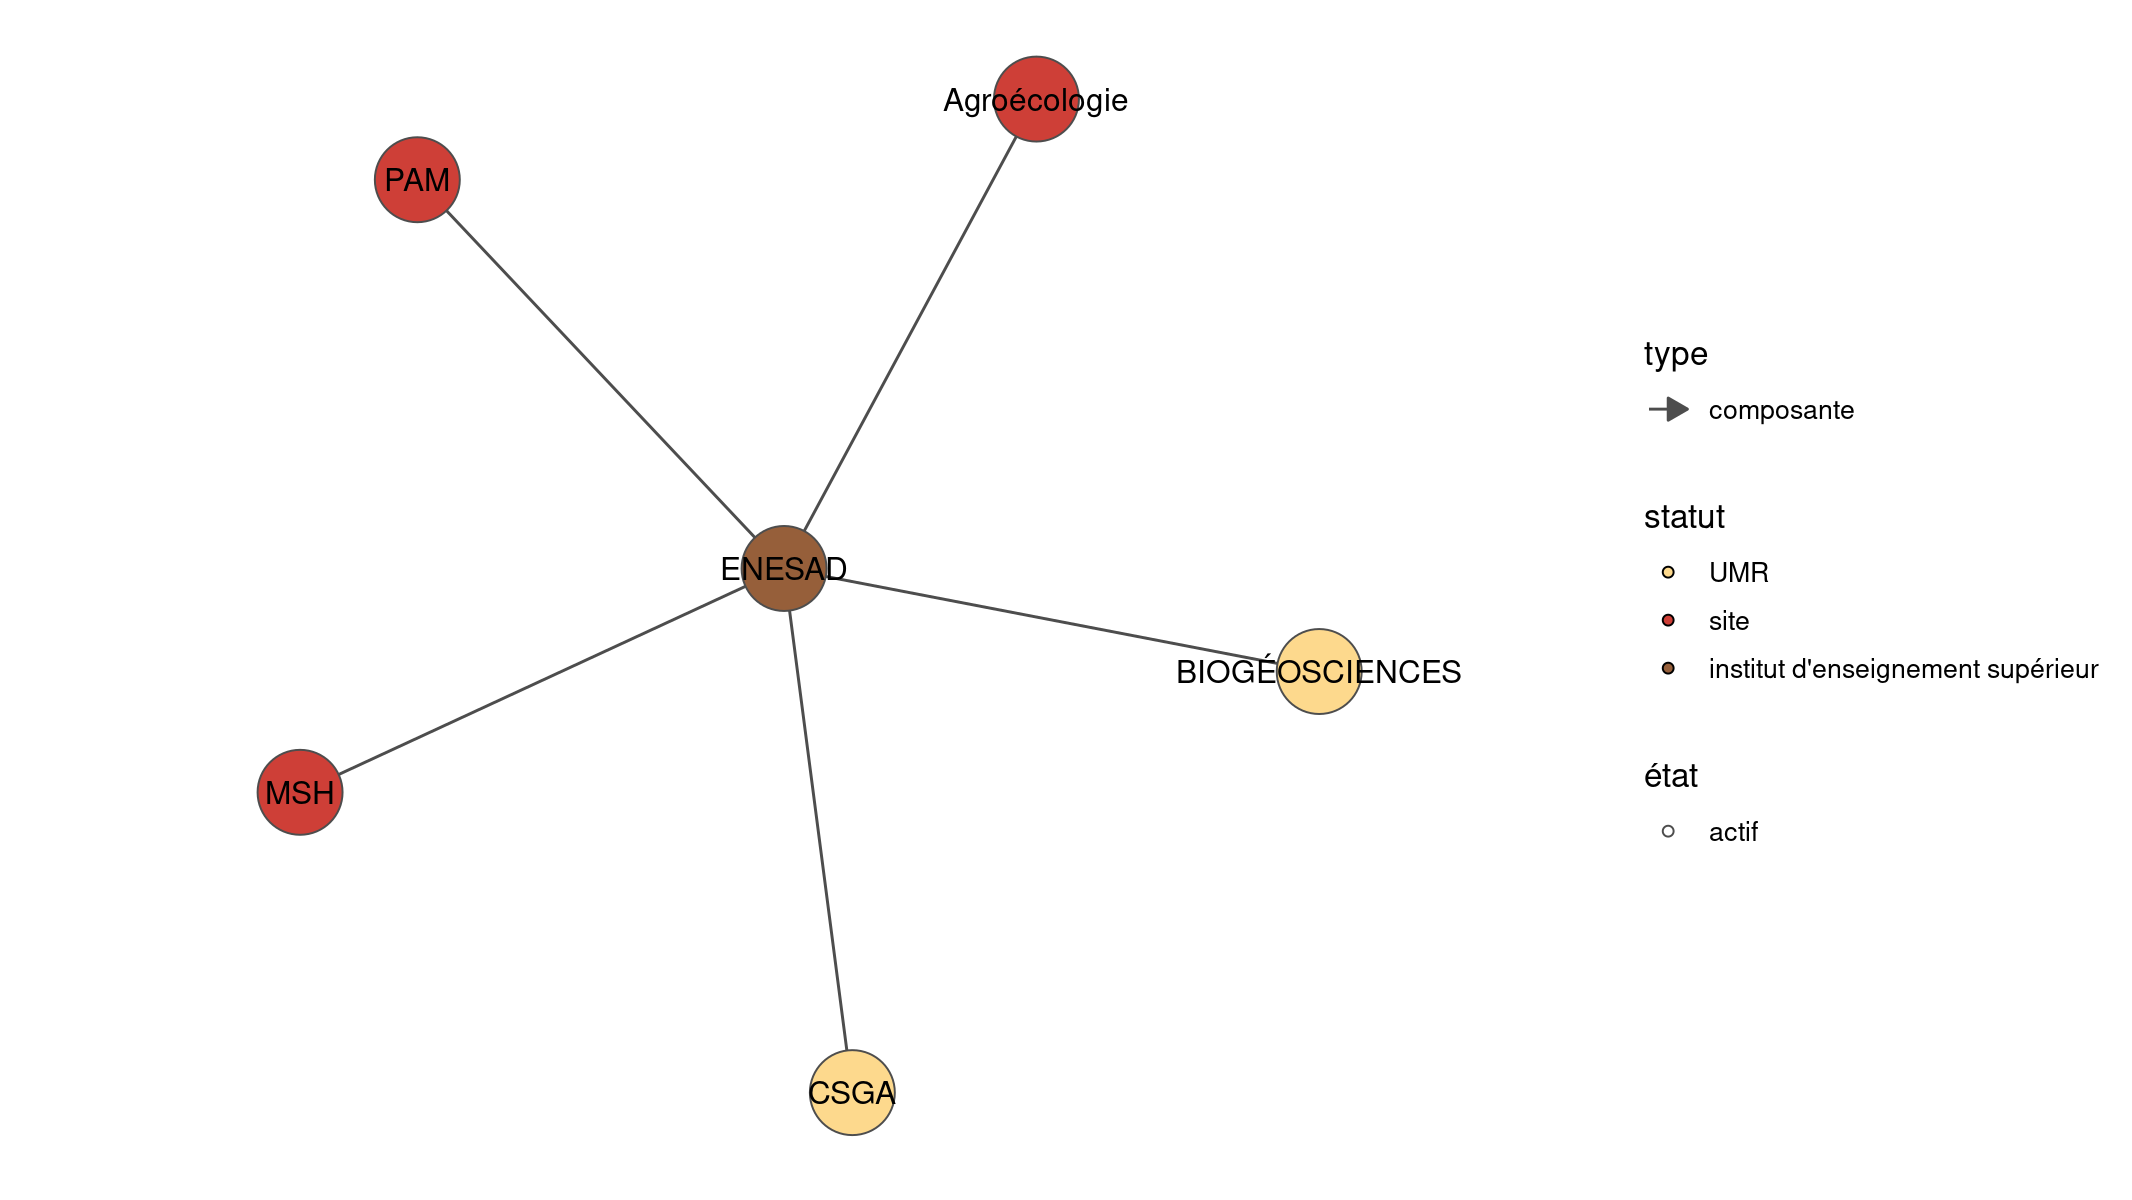 Agroécologie
PAM
ENESAD
BIOGÉOSCIENCES
MSH
CSGA
type
composante
statut
UMR
site
institut d'enseignement supérieur
état
actif